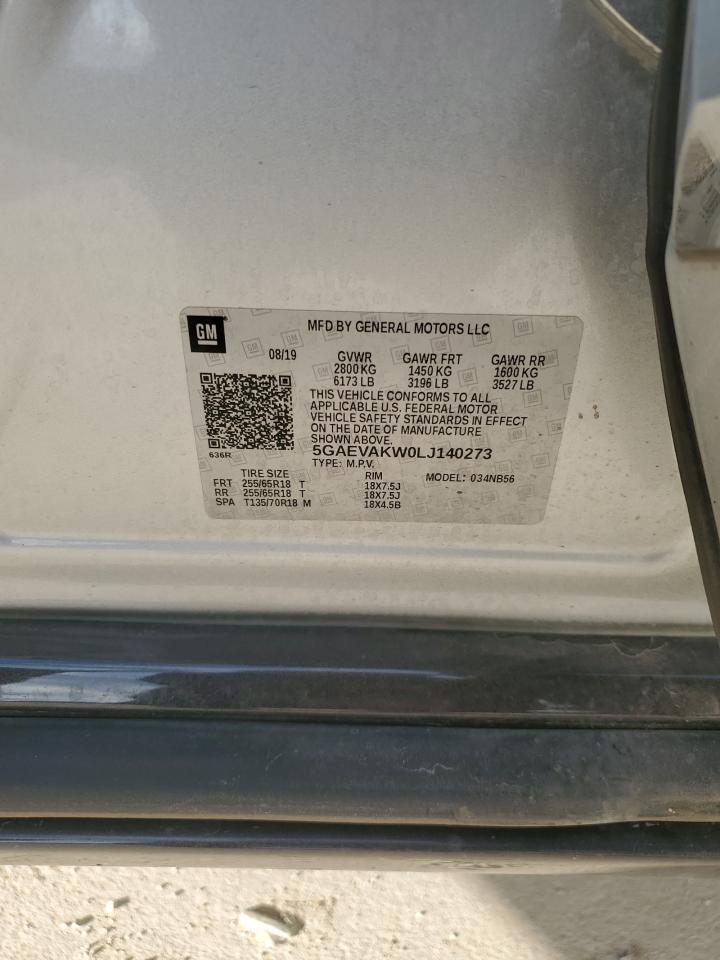 GM
MFD BY GENERAL MOTORS LLC
08/19 GVWR GAWR FRT GAWR RR
2800 KG 1450 KG 1600 KG
6173 LB 3196 LB 3527 LB
THIS VEHICLE CONFORMS TO ALL
APPLICABLE U.S. FEDERAL MOTOR
VEHICLE SAFETY STANDARDS IN EFFECT
ON THE DATE OF MANUFACTURE
SHOWN ABOVE.
636R
5GAEVAKW0LJ140273
TYPE: M.P.V.
TIRE SIZE RIM MODEL: 034NB56
FRT 255/65R18 T 18X7.5J
RR 255/65R18 T 18X7.5J
SPA T135/70R18 M 18X4.5B